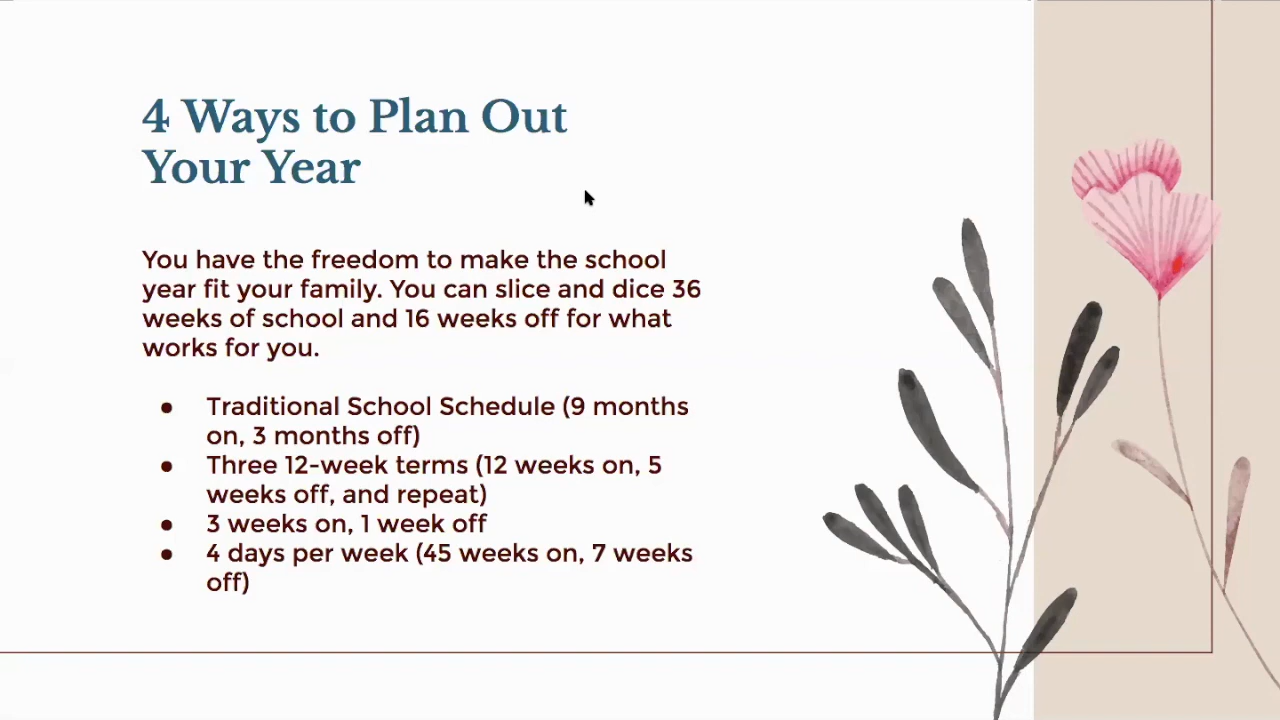 4 Ways to Plan Out
Your Year
You have the freedom to make the school
year fit your family. You can slice and dice 36
weeks of school and 16 weeks off for what
works for you.
● Traditional School Schedule (9 months
on, 3 months off)
● Three 12-week terms (12 weeks on, 5
weeks off, and repeat)
● 3 weeks on, 1 week off
● 4 days per week (45 weeks on, 7 weeks
off)